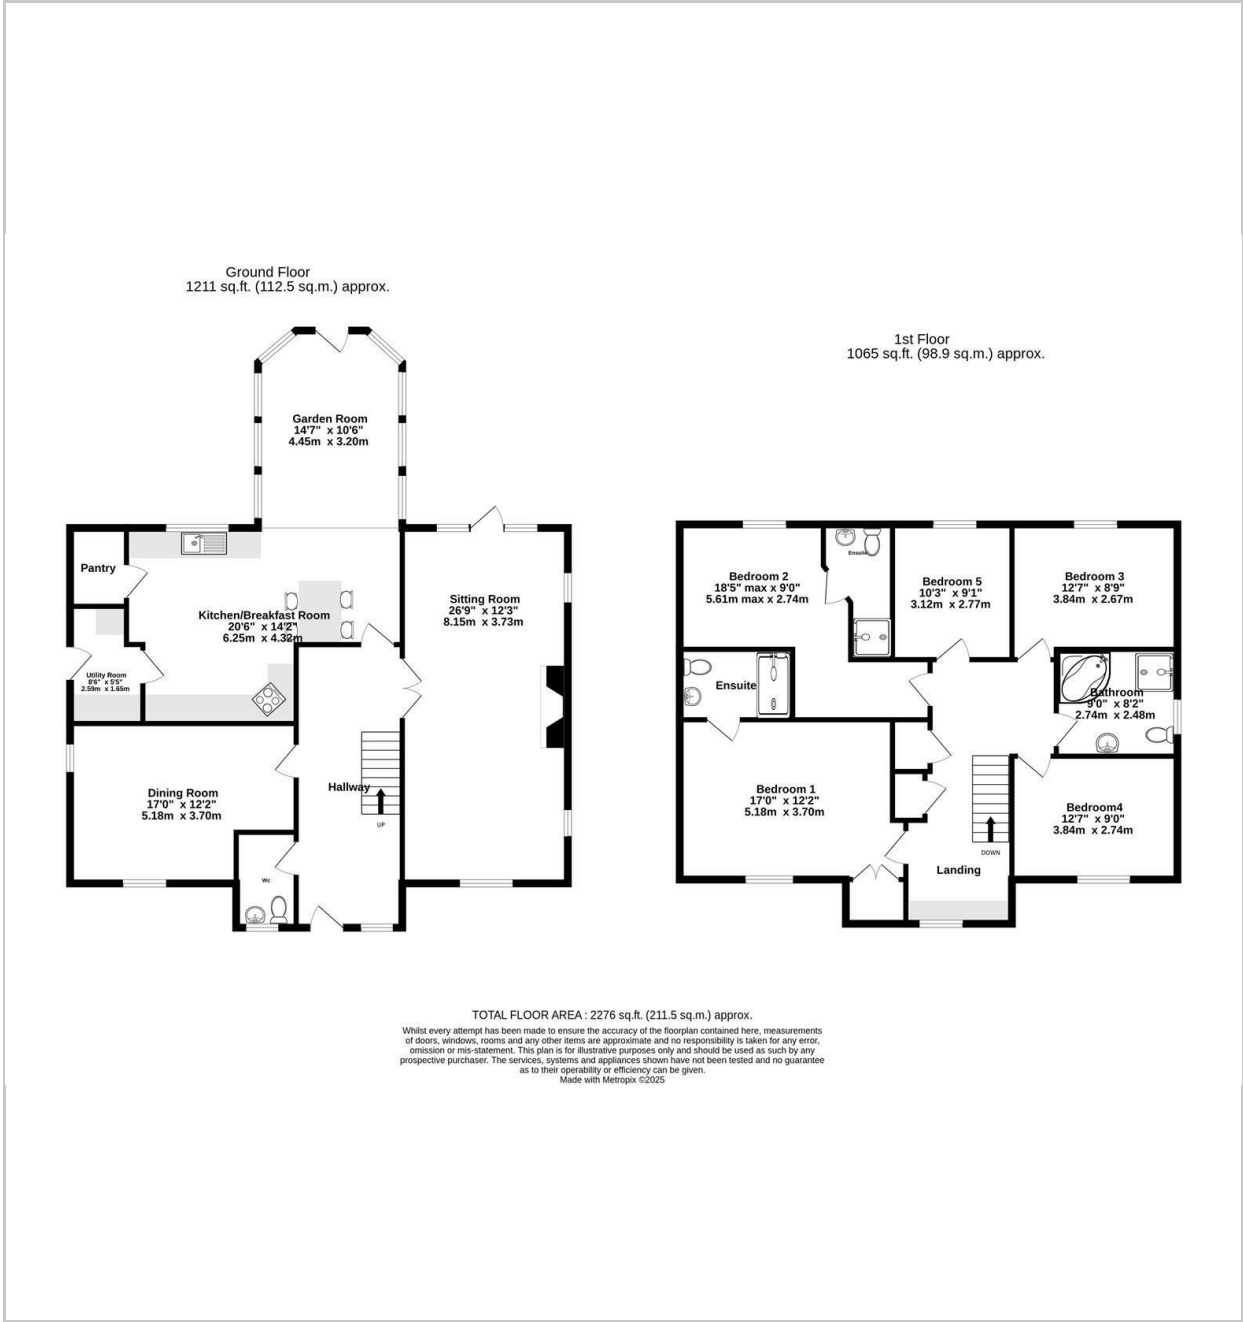 Ground Floor
1211 sq.ft. (112.5 sq.m.) approx.
1st Floor
1065 sq.ft. (98.9 sq.m.) approx.
Garden Room
14'7" x 10'6"
4.45m x 3.20m
Pantry
Kitchen/Breakfast Room
20'6" x 14'2"
6.25m x 4.32m
Sitting Room
26'9" x 12'3"
8.15m x 3.73m
Utility Room
8'6" x 5'5"
2.59m x 1.65m
Dining Room
17'0" x 12'2"
5.18m x 3.70m
Hallway
UP
Wc
Bedroom 2
18'5" max x 9'0"
5.61m max x 2.74m
Ensuite
Bedroom 5
10'3" x 9'1"
3.12m x 2.77m
Bedroom 3
12'7" x 8'9"
3.84m x 2.67m
Ensuite
Bathroom
9'0" x 8'2"
2.74m x 2.48m
Bedroom 1
17'0" x 12'2"
5.18m x 3.70m
Bedroom4
12'7" x 9'0"
3.84m x 2.74m
DOWN
Landing
TOTAL FLOOR AREA : 2276 sq.ft. (211.5 sq.m.) approx.
Whilst every attempt has been made to ensure the accuracy of the floorplan contained here, measurements
of doors, windows, rooms and any other items are approximate and no responsibility is taken for any error,
omission or mis-statement. This plan is for illustrative purposes only and should be used as such by any
prospective purchaser. The services, systems and appliances shown have not been tested and no guarantee
as to their operability or efficiency can be given.
Made with Metropix ©2025